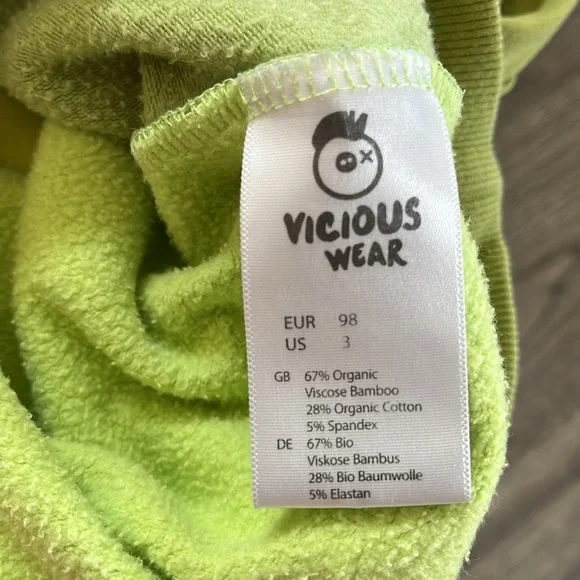 VICIOUS
WEAR
EUR 98
US 3
GB 67% Organic
Viscose Bamboo
28% Organic Cotton
5% Spandex
DE 67% Bio
Viskose Bambus
28% Bio Baumwolle
5% Elastan